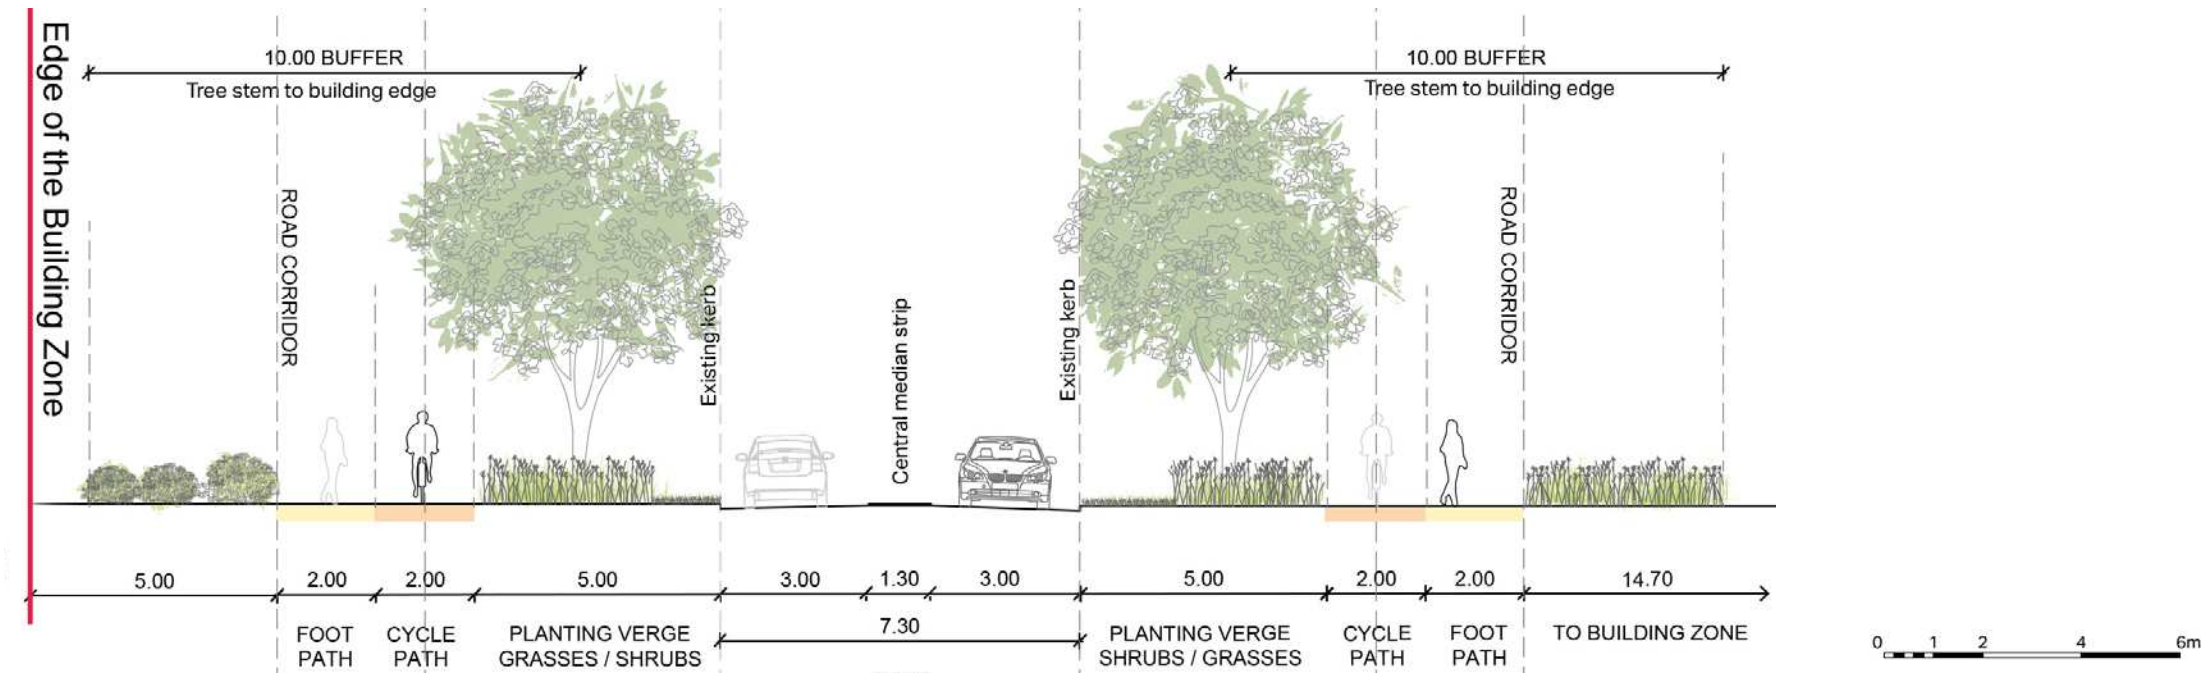 Edge of the Building Zone
10.00 BUFFER
Tree stem to building edge
10.00 BUFFER
Tree stem to building edge
ROAD CORRIDOR
Existing kerb
Central median strip
Existing kerb
ROAD CORRIDOR
5.00 2.00 2.00 5.00 3.00 1.30 3.00 5.00 2.00 2.00 14.70
7.30
FOOT
PATH
CYCLE
PATH
PLANTING VERGE
GRASSES / SHRUBS
PLANTING VERGE
SHRUBS / GRASSES
CYCLE
PATH
FOOT
PATH
TO BUILDING ZONE
0 1 2 4 6m